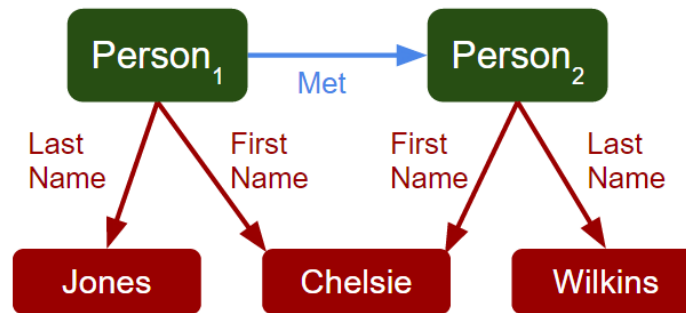 Person1
Met
Person2
Last
Name
First
Name
First
Name
Last
Name
Jones
Chelsie
Wilkins